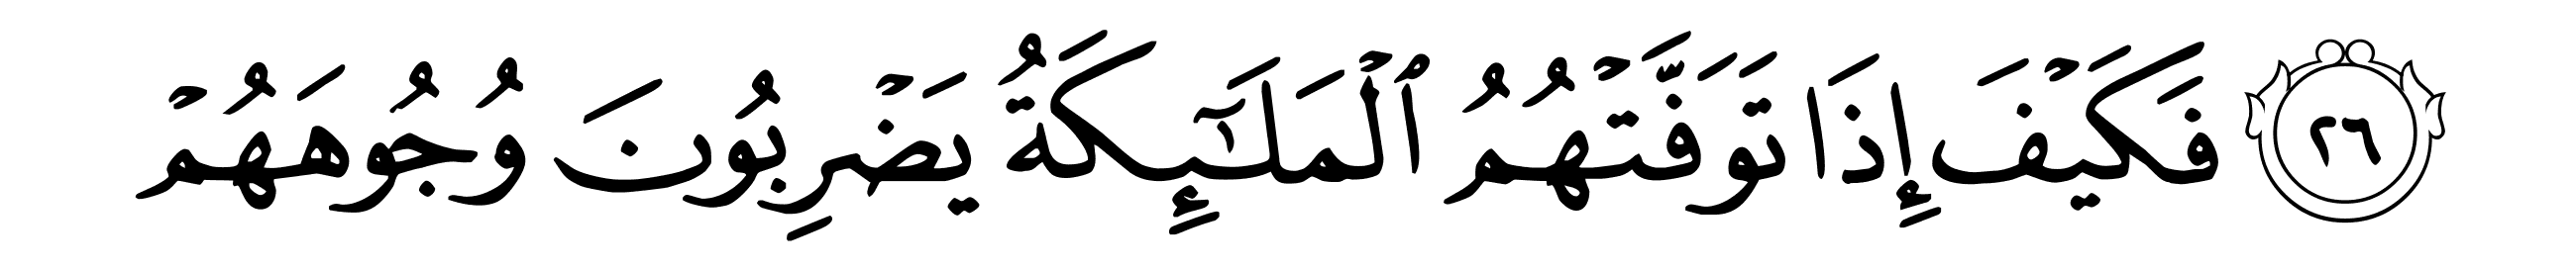 ٢٦ فَكَيْفَ إِذَا تَوَفَّتْهُمُ ٱلْمَلَـٰٓئِكَةُ يَضْرِبُونَ وُجُوهَهُمْ